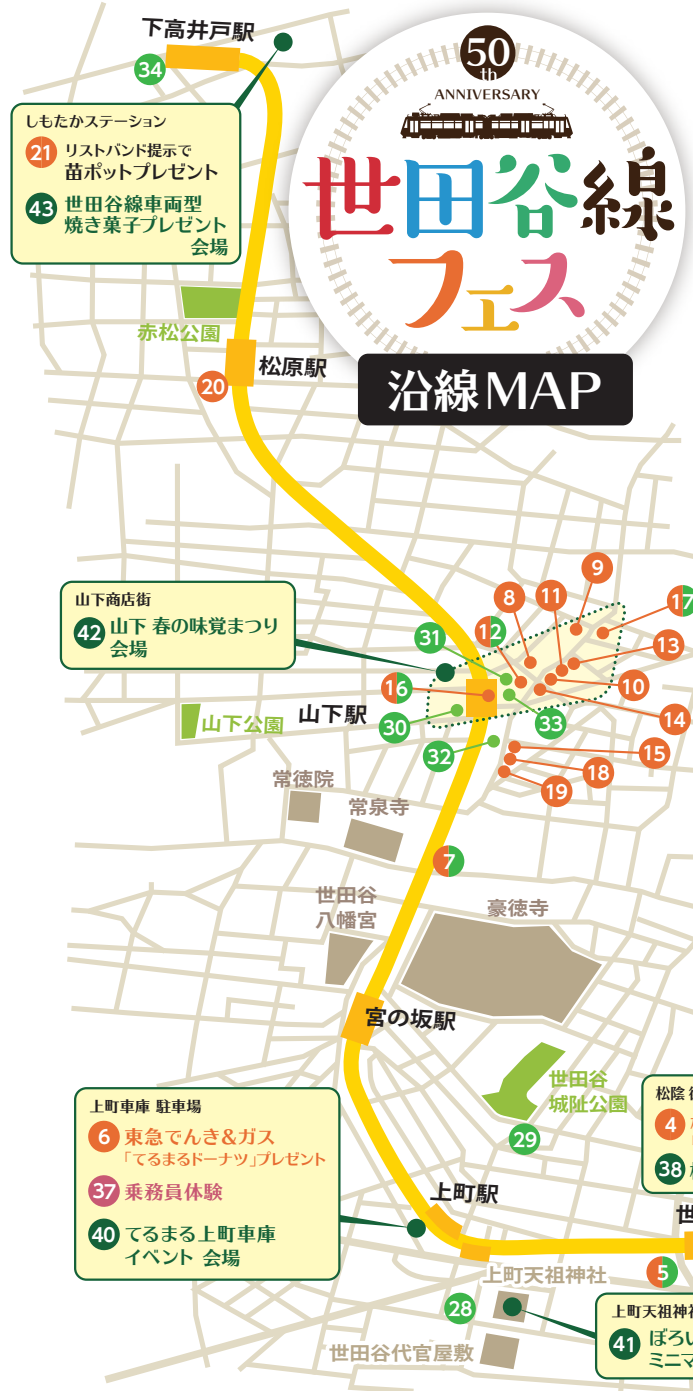 下高井戸駅
34
50
th
ANNIVERSARY
世田谷線
フェス
沿線MAP
しもたかステーション
21 リストバンド提示で
苗ポットプレゼント
43 世田谷線車両型
焼き菓子プレゼント
会場
赤松公園
松原駅
20
山下商店街
42 山下 春の味覚まつり
会場
9
8
11
17
31
12
13
16
10
山下公園
山下駅
30
33
14
32
15
18
19
常徳院
常泉寺
7
世田谷
八幡宮
豪徳寺
宮の坂駅
世田谷
城址公園
29
松陰
4
38
上町車庫 駐車場
6 東急でんき&ガス
「てるまるドーナツ」プレゼント
37 乗務員体験
40 てるまる上町車庫
イベント 会場
上町駅
世
5
上町天祖神社
28
世田谷代官屋敷
上町天祖神社
41 ぼろい
ミニマ